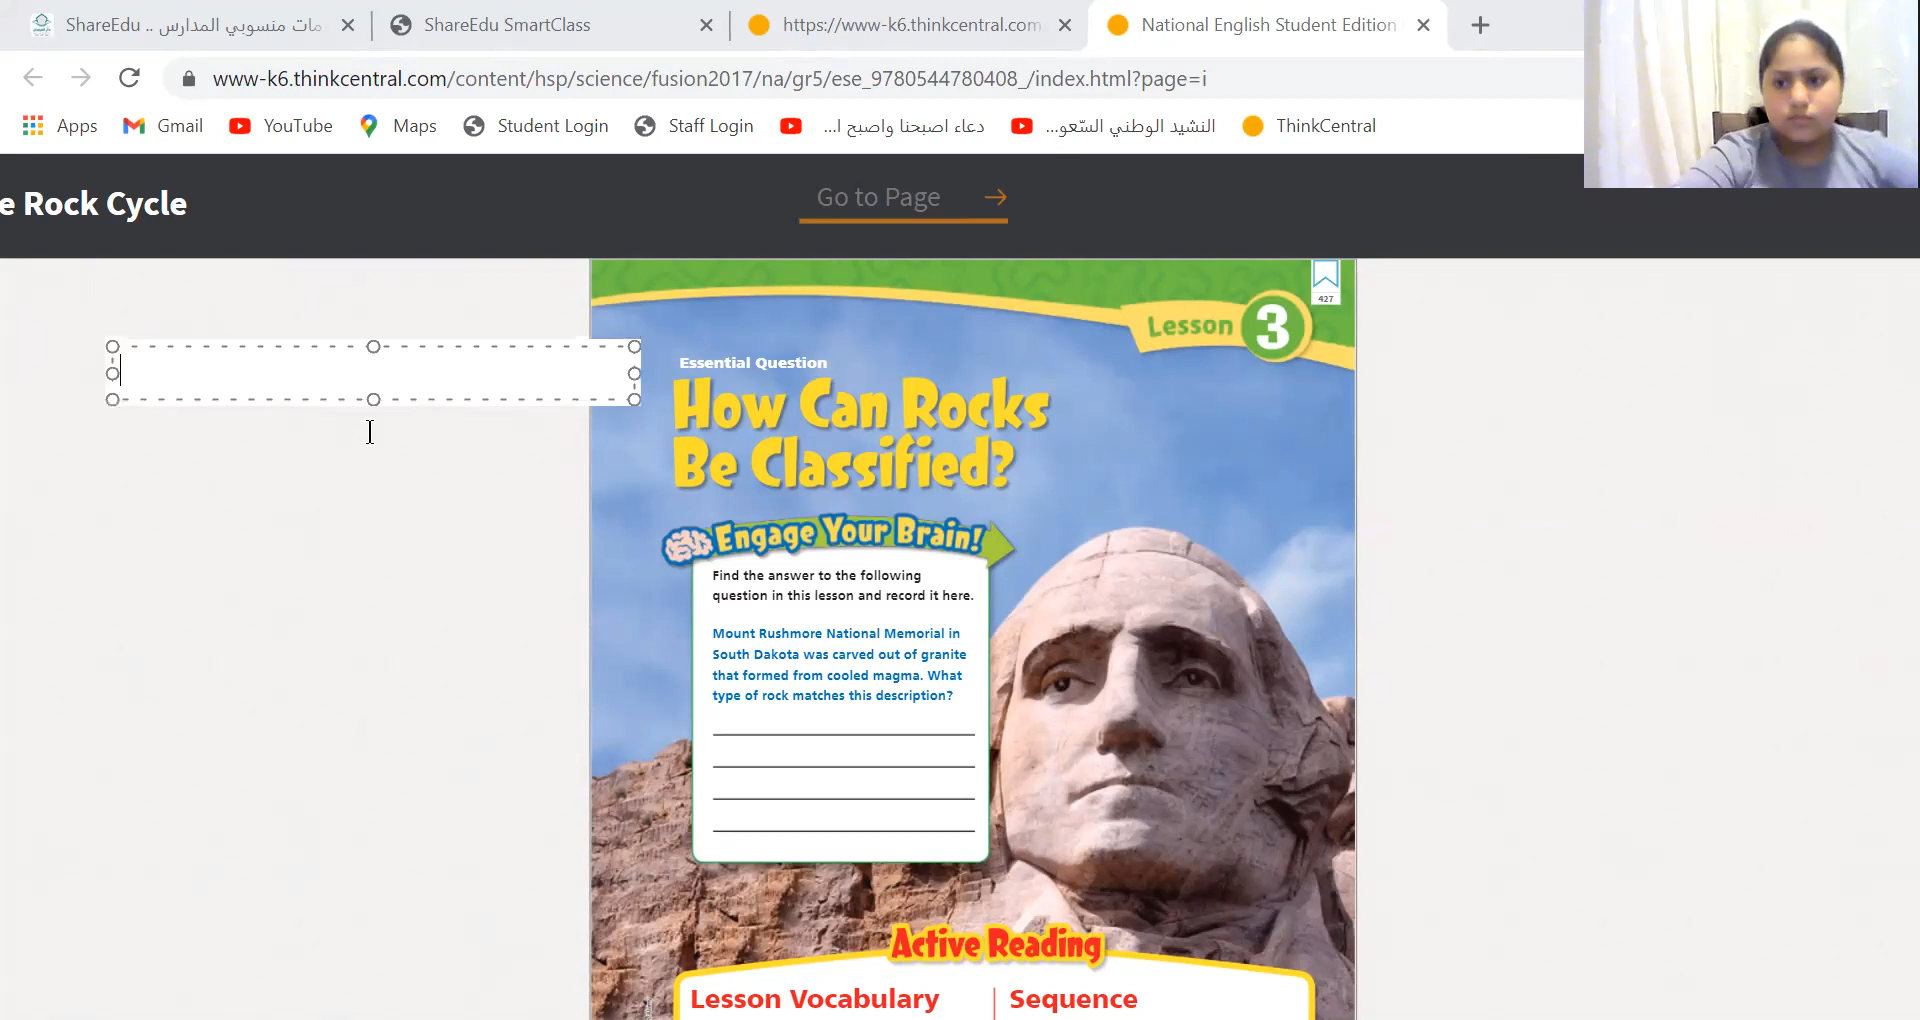 ShareEdu .. مات منسوبي المدارس
ShareEdu SmartClass
https://www-k6.thinkcentral.com
National English Student Edition
www-k6.thinkcentral.com/content/hsp/science/fusion2017/na/gr5/ese_9780544780408_/index.html?page=i
Apps
Gmail
YouTube
Maps
Student Login
Staff Login
دعاء اصبحنا واصبح ا...
النشيد الوطني السّعو...
ThinkCentral
e Rock Cycle
Go to Page
427
Lesson 3
Essential Question
How Can Rocks
Be Classified?
Engage Your Brain!
Find the answer to the following
question in this lesson and record it here.
Mount Rushmore National Memorial in
South Dakota was carved out of granite
that formed from cooled magma. What
type of rock matches this description?
Active Reading
Lesson Vocabulary
Sequence